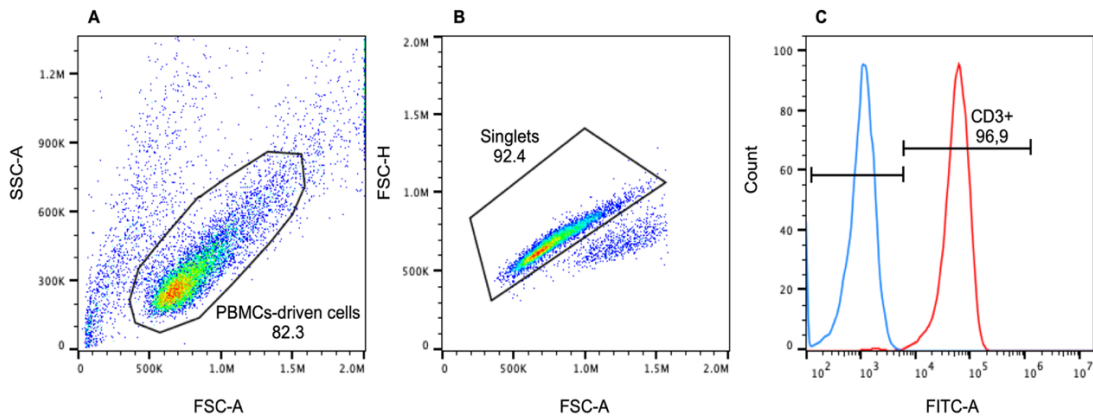 A
SSC-A
1.2M
900K
600K
300K
0
PBMCs-driven cells
82.3
0
500K
1.0M
1.5M
2.0M
FSC-A
B
FSC-H
2.0M
1.5M
1.0M
500K
0
Singlets
92.4
0
500K
1.0M
1.5M
2.0M
FSC-A
C
Count
100
80
60
40
20
0
CD3+
96,9
10²
10³
10⁴
10⁵
10⁶
10⁷
FITC-A